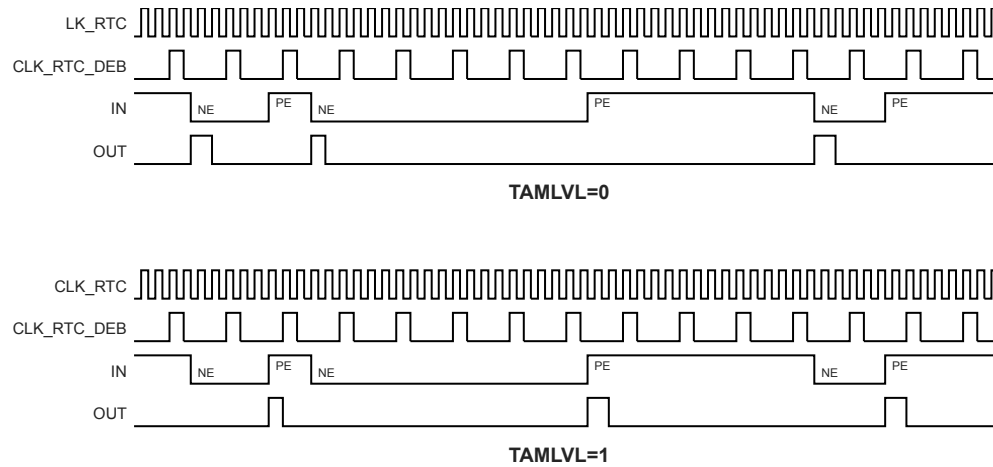 LK_RTC
CLK_RTC_DEB
IN NE PE NE PE NE PE
OUT
TAMLVL=0
CLK_RTC
CLK_RTC_DEB
IN NE PE NE PE NE PE
OUT
TAMLVL=1